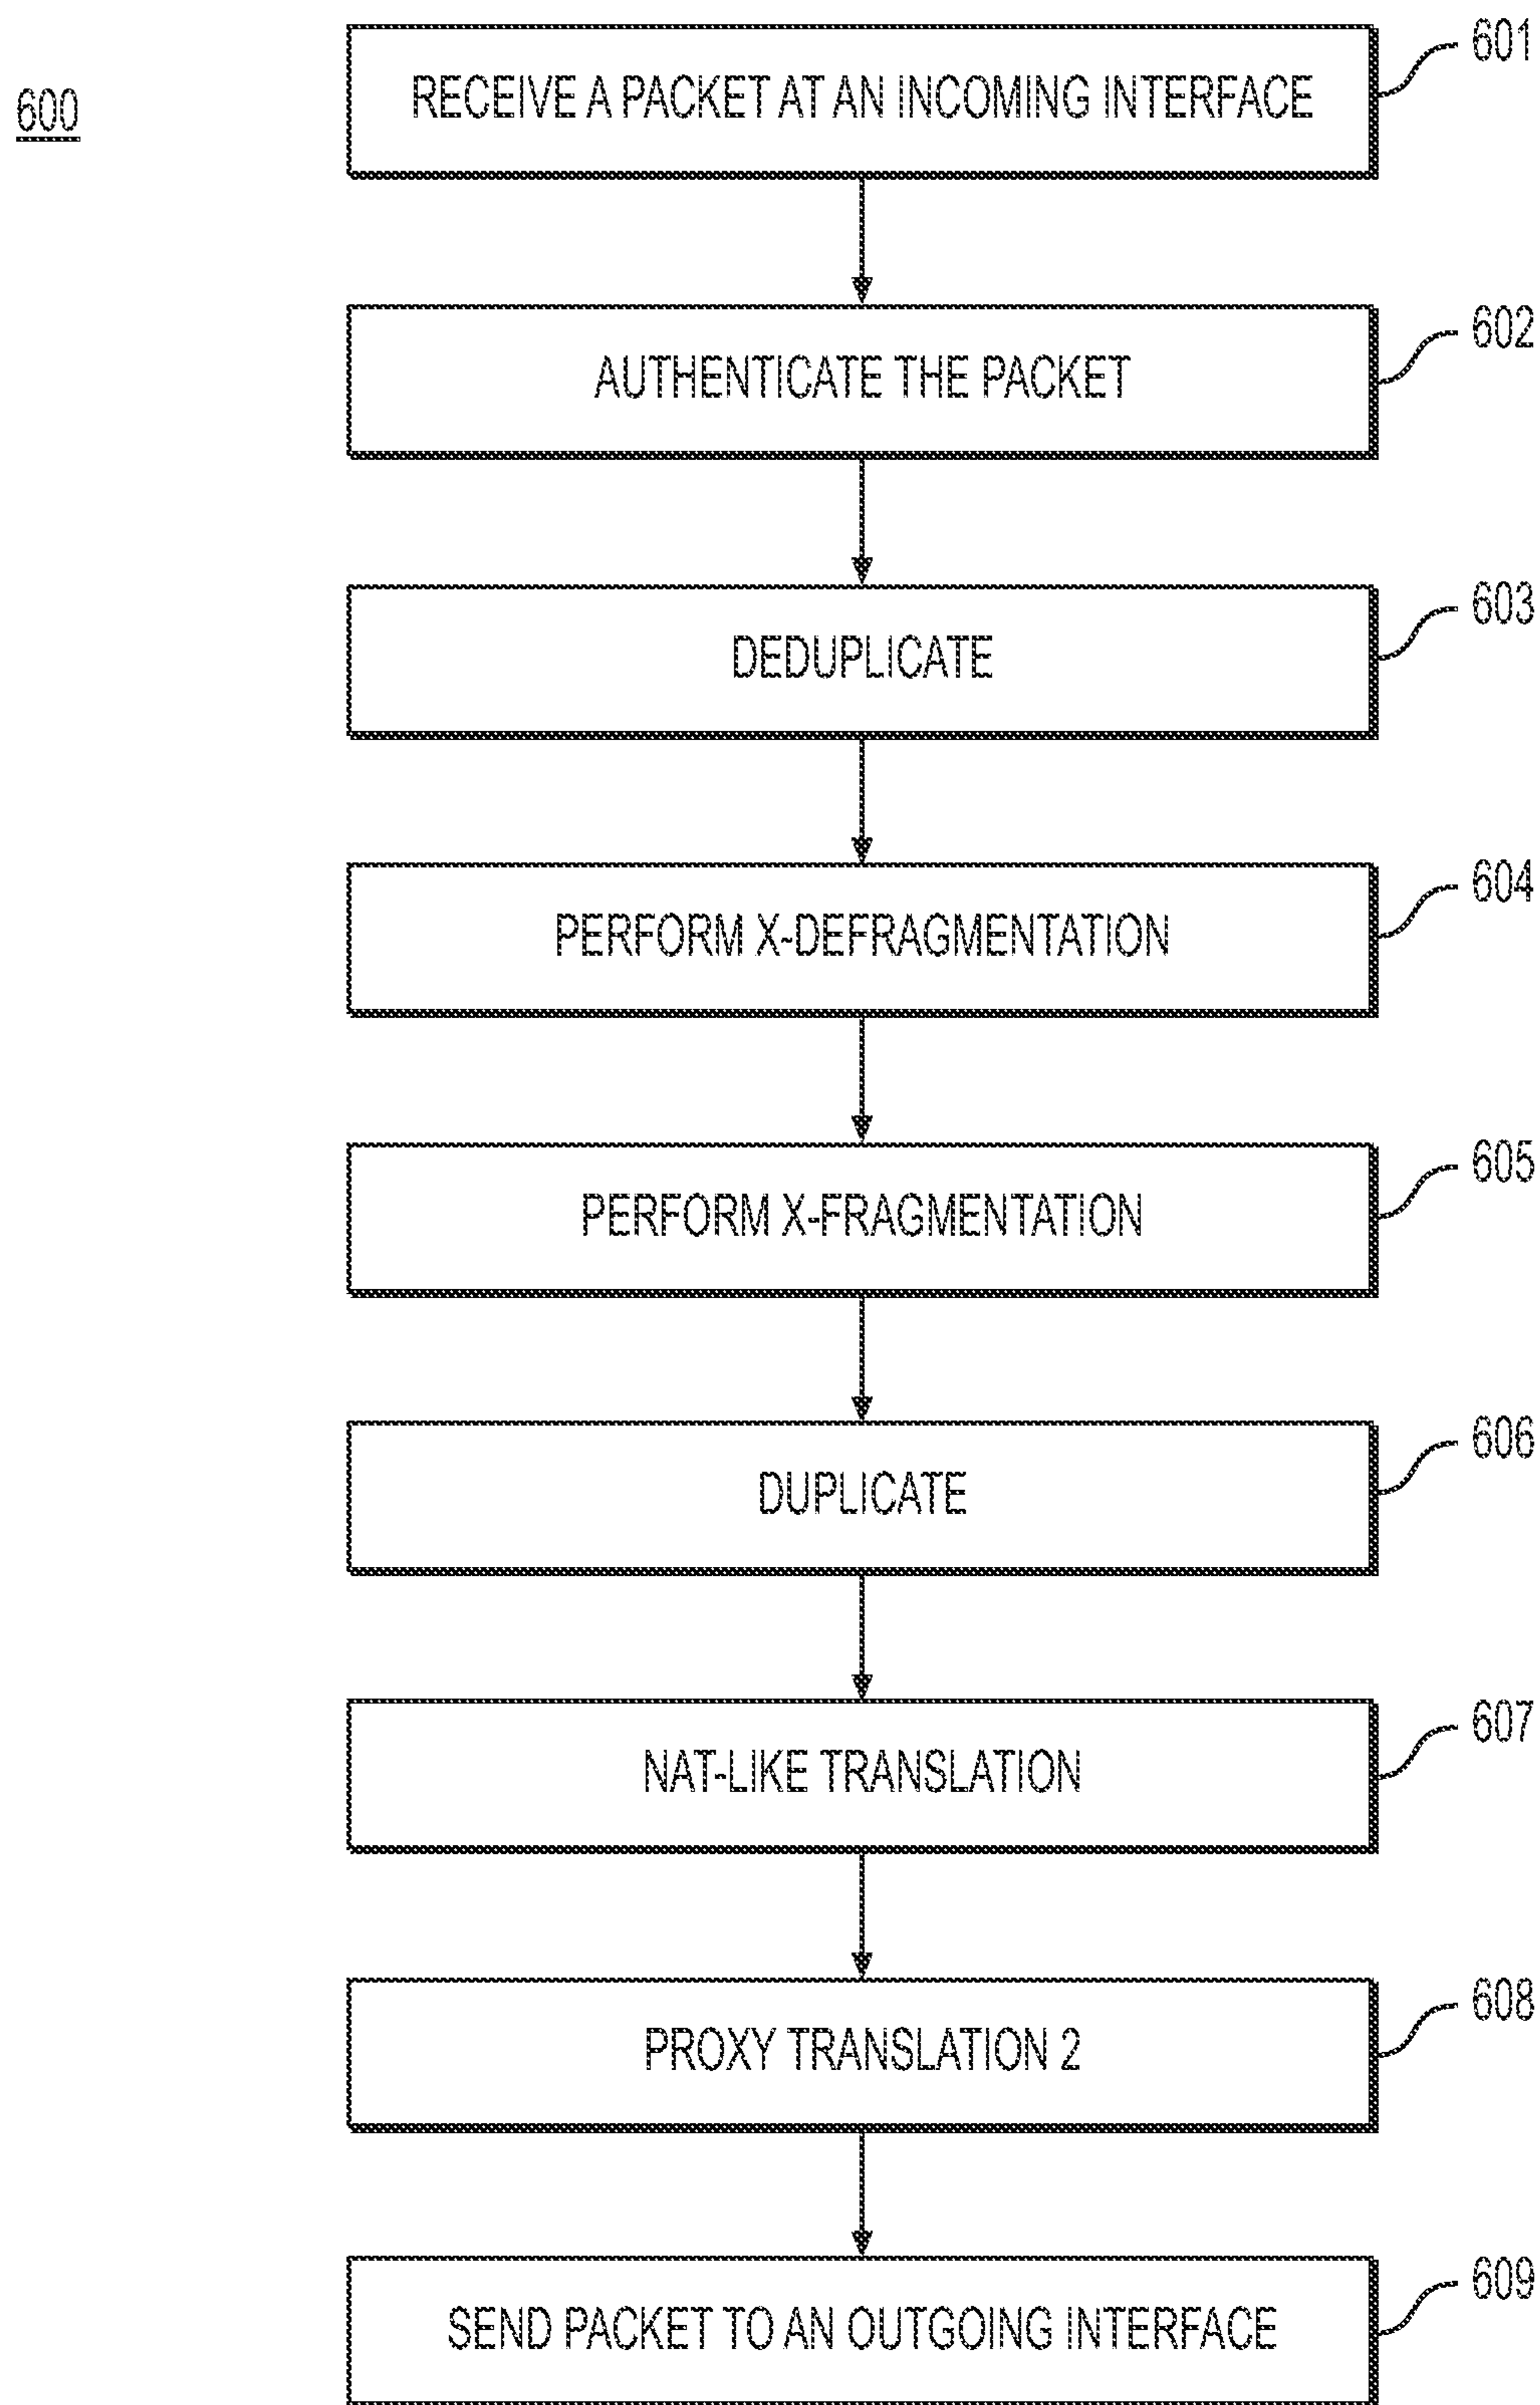 600
RECEIVE A PACKET AT AN INCOMING INTERFACE
601
AUTHENTICATE THE PACKET
602
DEDUPLICATE
603
PERFORM X-DEFRAGMENTATION
604
PERFORM X-FRAGMENTATION
605
DUPLICATE
606
NAT-LIKE TRANSLATION
607
PROXY TRANSLATION 2
608
SEND PACKET TO AN OUTGOING INTERFACE
609